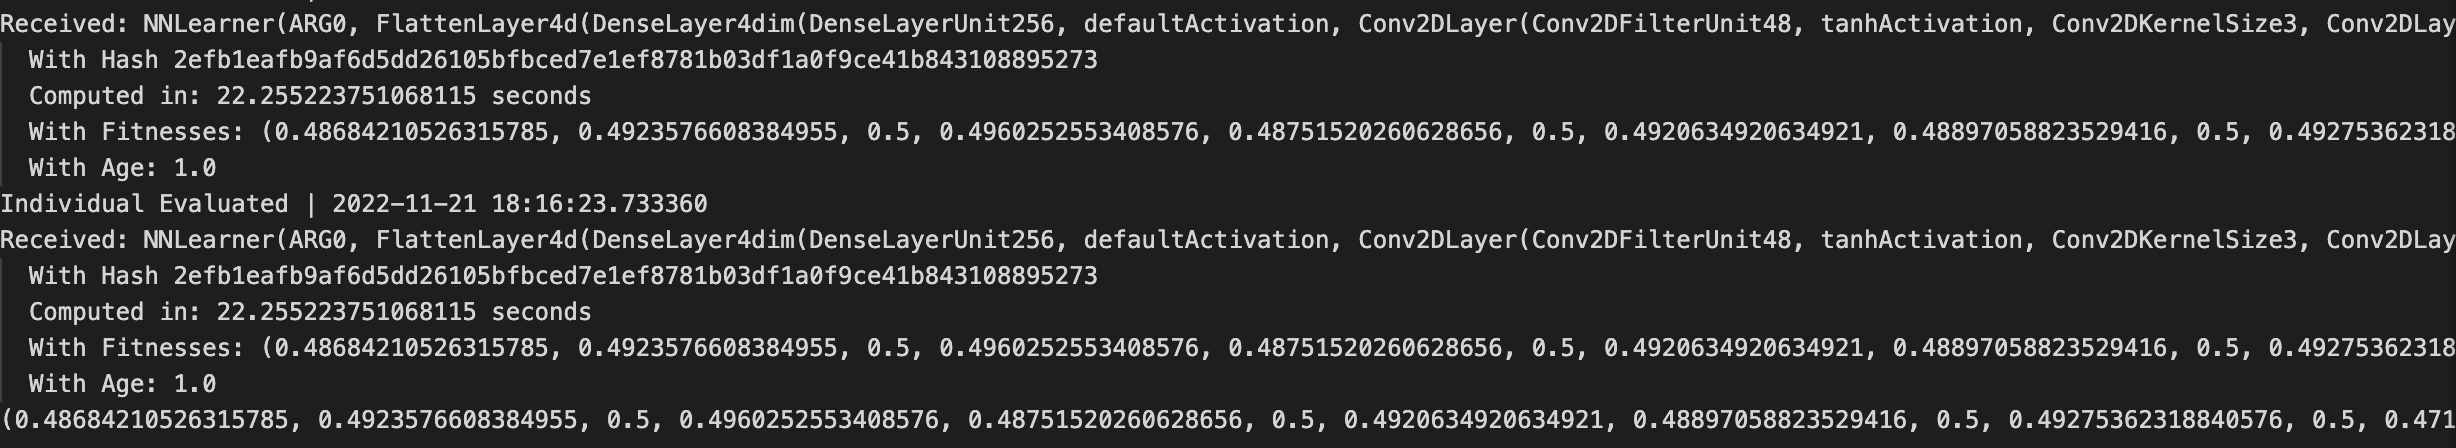 Received: NNLearner(ARG0, FlattenLayer4d(DenseLayer4dim(DenseLayerUnit256, defaultActivation, Conv2DLayer(Conv2DFilterUnit48, tanhActivation, Conv2DKernelSize3, Conv2DLay
With Hash 2efb1eafb9af6d5dd26105bfbced7e1ef8781b03df1a0f9ce41b843108895273
Computed in: 22.255223751068115 seconds
With Fitnesses: (0.48684210526315785, 0.4923576608384955, 0.5, 0.4960252553408576, 0.48751520260628656, 0.5, 0.4920634920634921, 0.48897058823529416, 0.5, 0.49275362318
With Age: 1.0
Individual Evaluated | 2022-11-21 18:16:23.733360
Received: NNLearner(ARG0, FlattenLayer4d(DenseLayer4dim(DenseLayerUnit256, defaultActivation, Conv2DLayer(Conv2DFilterUnit48, tanhActivation, Conv2DKernelSize3, Conv2DLay
With Hash 2efb1eafb9af6d5dd26105bfbced7e1ef8781b03df1a0f9ce41b843108895273
Computed in: 22.255223751068115 seconds
With Fitnesses: (0.48684210526315785, 0.4923576608384955, 0.5, 0.4960252553408576, 0.48751520260628656, 0.5, 0.4920634920634921, 0.48897058823529416, 0.5, 0.49275362318
With Age: 1.0
(0.48684210526315785, 0.4923576608384955, 0.5, 0.4960252553408576, 0.48751520260628656, 0.5, 0.4920634920634921, 0.48897058823529416, 0.5, 0.49275362318840576, 0.5, 0.471